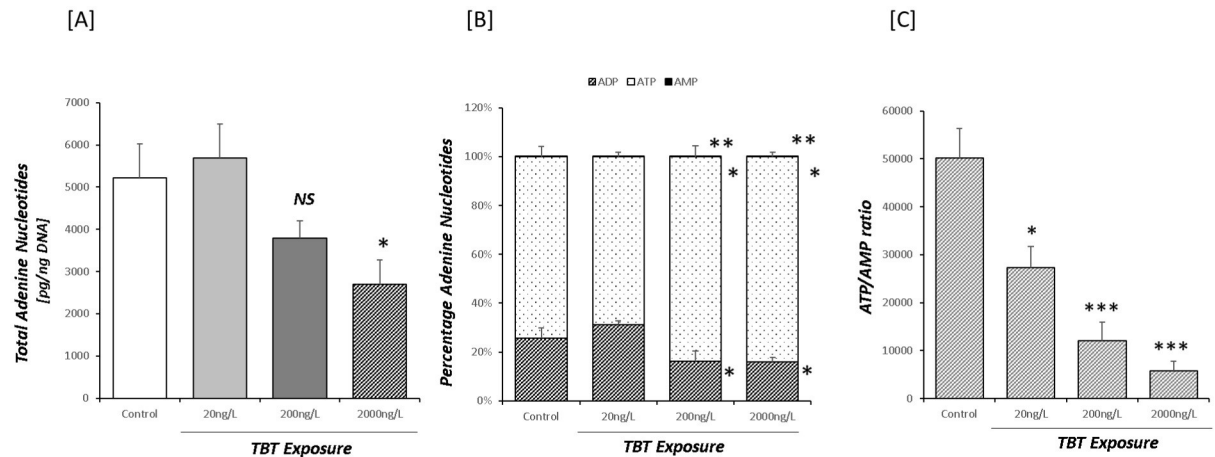 [A]
[B]
[C]
Total Adenine Nucleotides
[pg/ng DNA]
7000
6000
5000
4000
3000
2000
1000
0
NS
*
Control
20ng/L
200ng/L
2000ng/L
TBT Exposure
ADP ATP AMP
Percentage Adenine Nucleotides
120%
100%
80%
60%
40%
20%
0%
**
*
*
**
*
*
Control
20ng/L
200ng/L
2000ng/L
TBT Exposure
ATP/AMP ratio
60000
50000
40000
30000
20000
10000
0
*
***
***
Control
20ng/L
200ng/L
2000ng/L
TBT Exposure